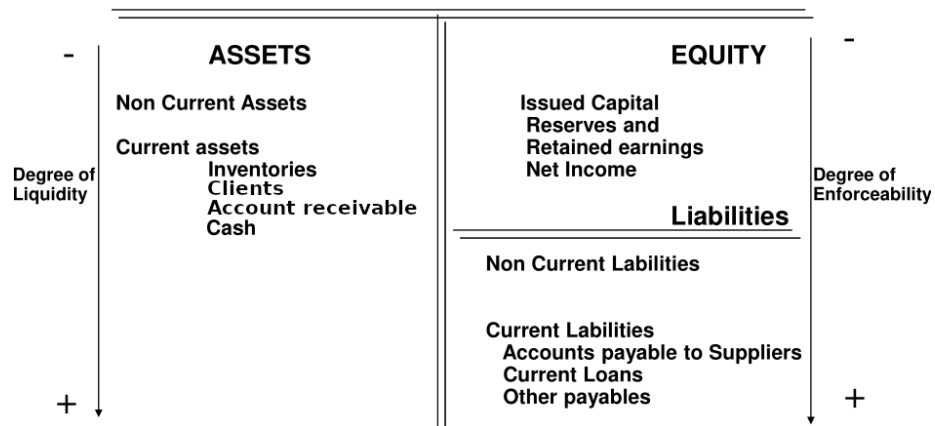 -
ASSETS
Non Current Assets
Current assets
Inventories
Clients
Account receivable
Cash
Degree of
Liquidity
+
EQUITY
-
Issued Capital
Reserves and
Retained earnings
Net Income
Degree of
Enforceability
Liabilities
Non Current Labilities
Current Labilities
Accounts payable to Suppliers
Current Loans
Other payables
+